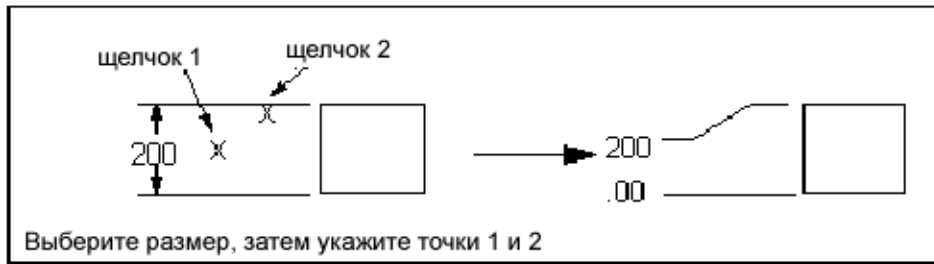 щелчок 1
щелчок 2
200
200
.00
Выберите размер, затем укажите точки 1 и 2